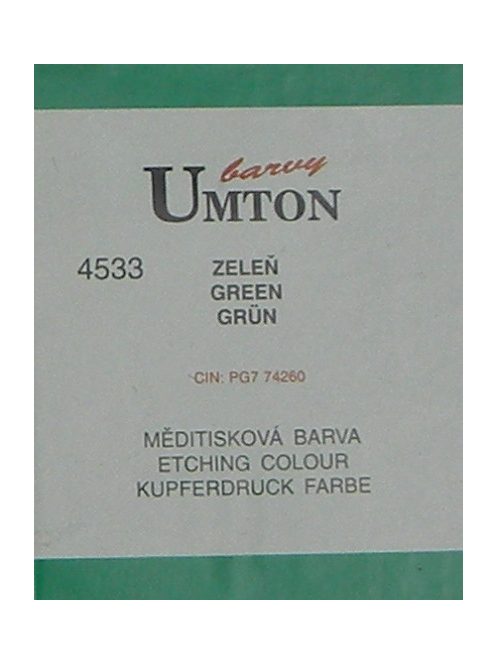 barvy
UMTON
4533
ZELEŇ
GREEN
GRÜN
CIN: PG7 74260
MĚDITISKOVÁ BARVA
ETCHING COLOUR
KUPFERDRUCK FARBE